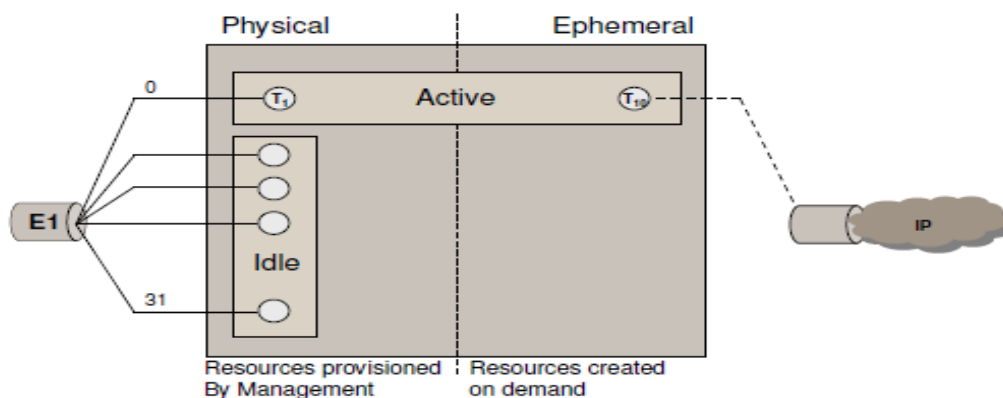 Physical Ephemeral
0
T1 Active T10
E1
IP
Idle
31
Resources provisioned
By Management
Resources created
on demand